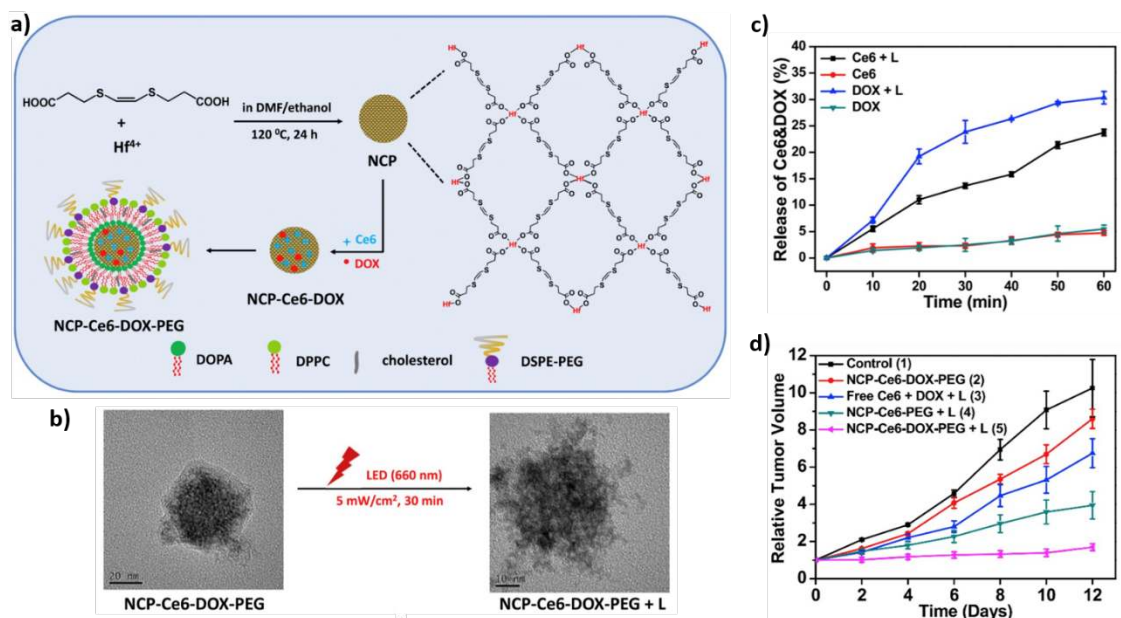 a)
HOOC
S
S
COOH
+
Hf⁴⁺
in DMF/ethanol
120 ⁰C, 24 h
NCP
+ Ce6
• DOX
NCP-Ce6-DOX
NCP-Ce6-DOX-PEG
DOPA
DPPC
cholesterol
DSPE-PEG
b)
20 nm
NCP-Ce6-DOX-PEG
LED (660 nm)
5 mW/cm², 30 min
10 nm
NCP-Ce6-DOX-PEG + L
c)
Release of Ce6&DOX (%)
40
35
30
25
20
15
10
5
0
Ce6 + L
Ce6
DOX + L
DOX
0 10 20 30 40 50 60
Time (min)
d)
Relative Tumor Volume
12
10
8
6
4
2
0
Control (1)
NCP-Ce6-DOX-PEG (2)
Free Ce6 + DOX + L (3)
NCP-Ce6-PEG + L (4)
NCP-Ce6-DOX-PEG + L (5)
0 2 4 6 8 10 12
Time (Days)